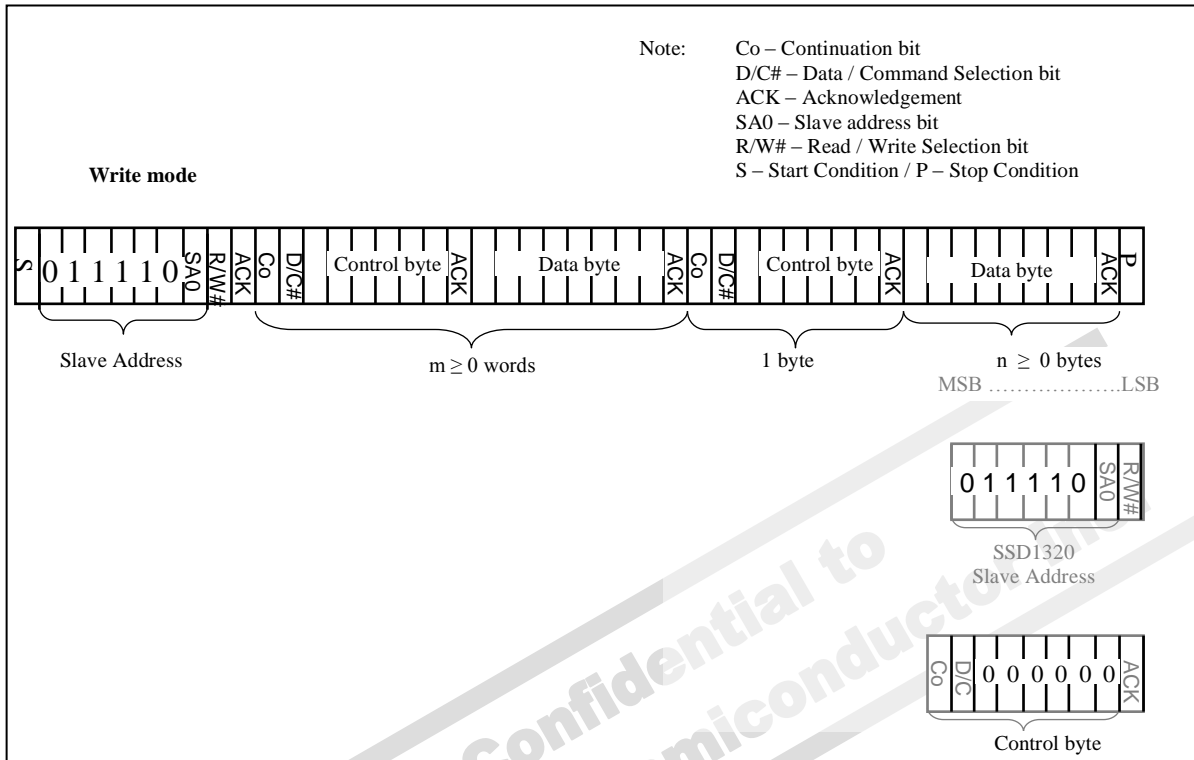 Note: Co – Continuation bit
D/C# – Data / Command Selection bit
ACK – Acknowledgement
SA0 – Slave address bit
R/W# – Read / Write Selection bit
S – Start Condition / P – Stop Condition
Write mode
S 0 1 1 1 1 0 SA0 R/W# ACK Co D/C# Control byte ACK Data byte ACK Co D/C# Control byte ACK Data byte ACK P
Slave Address m ≥ 0 words 1 byte n ≥ 0 bytes
MSB ………………….LSB
0 1 1 1 1 0 SA0 R/W#
SSD1320
Slave Address
Co D/C 0 0 0 0 0 0 ACK
Control byte
Confidential to